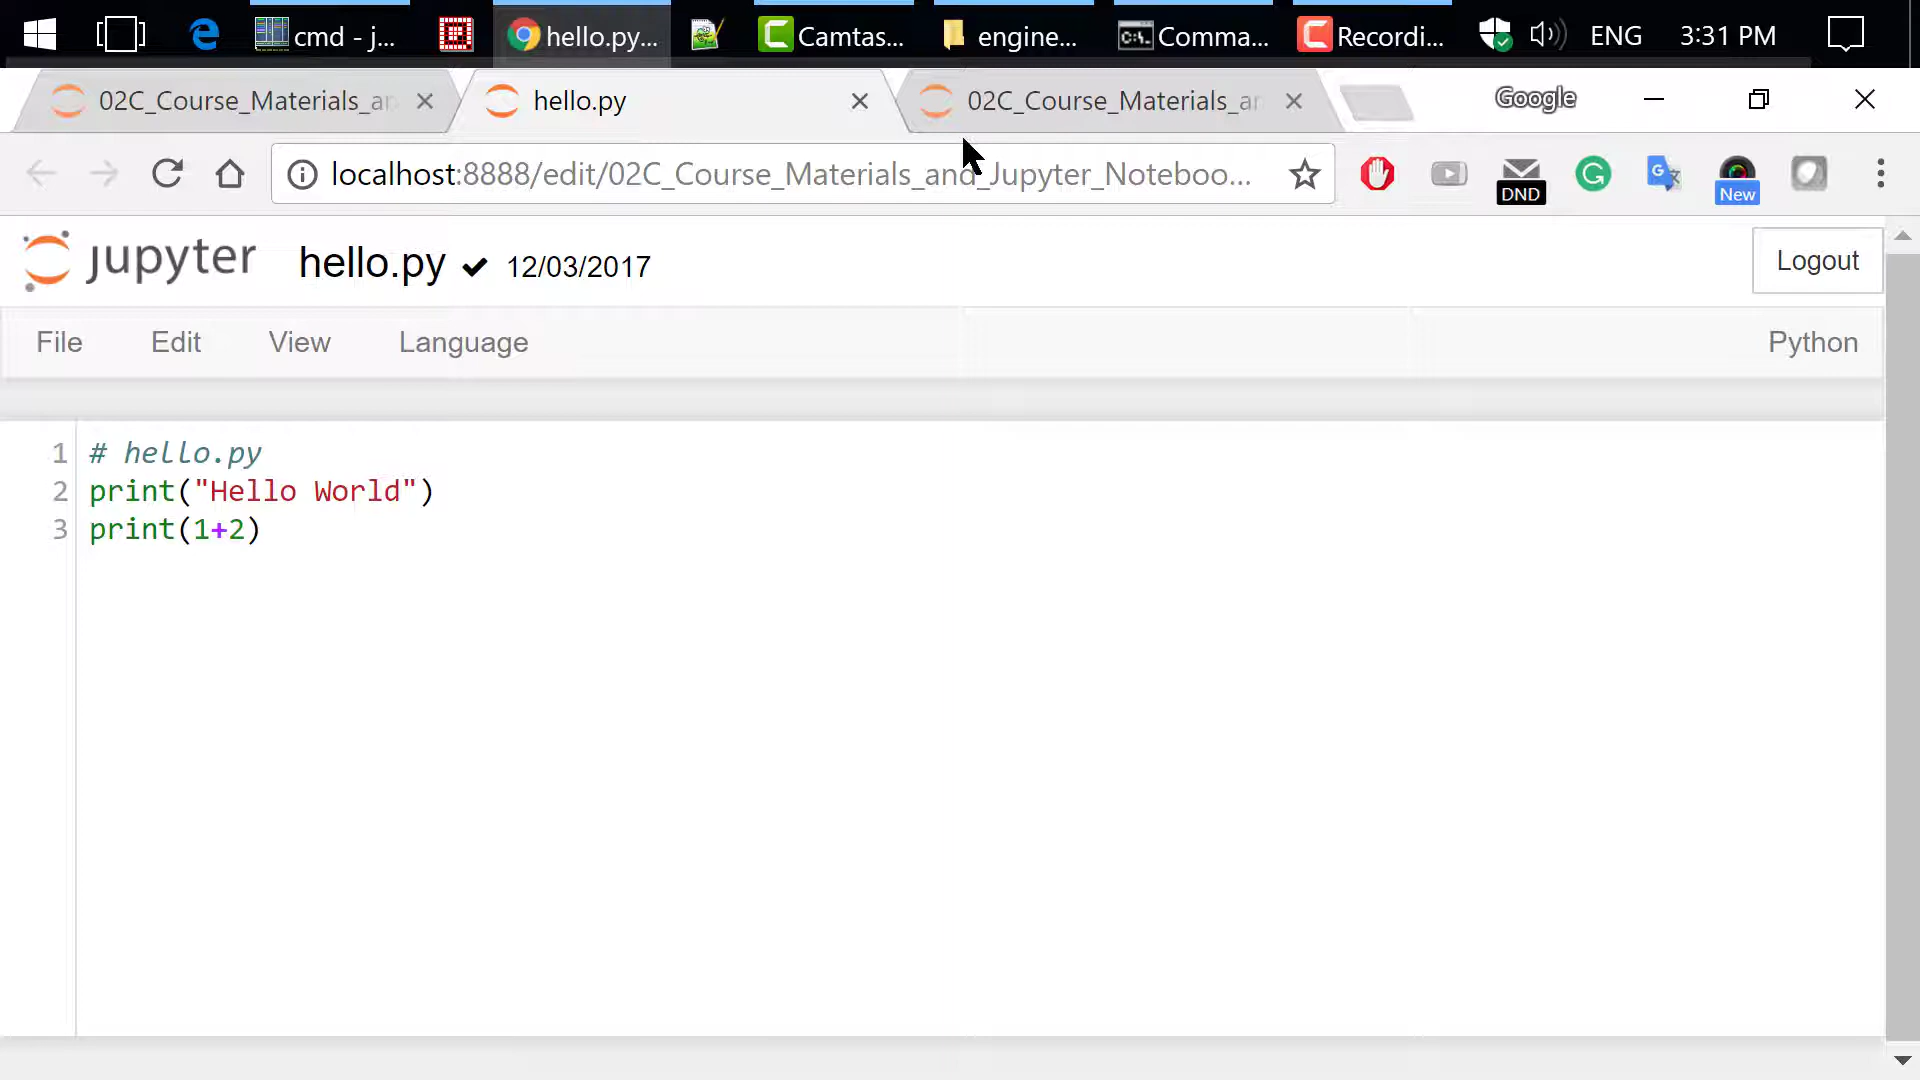 cmd - j...
hello.py...
Camtas...
engine...
Comma...
Recordi...
ENG
3:31 PM
02C_Course_Materials_an
hello.py
02C_Course_Materials_an
Google
localhost:8888/edit/02C_Course_Materials_and_Jupyter_Noteboo...
DND
New
jupyter
hello.py
12/03/2017
Logout
File
Edit
View
Language
Python
1 # hello.py
2 print("Hello World")
3 print(1+2)